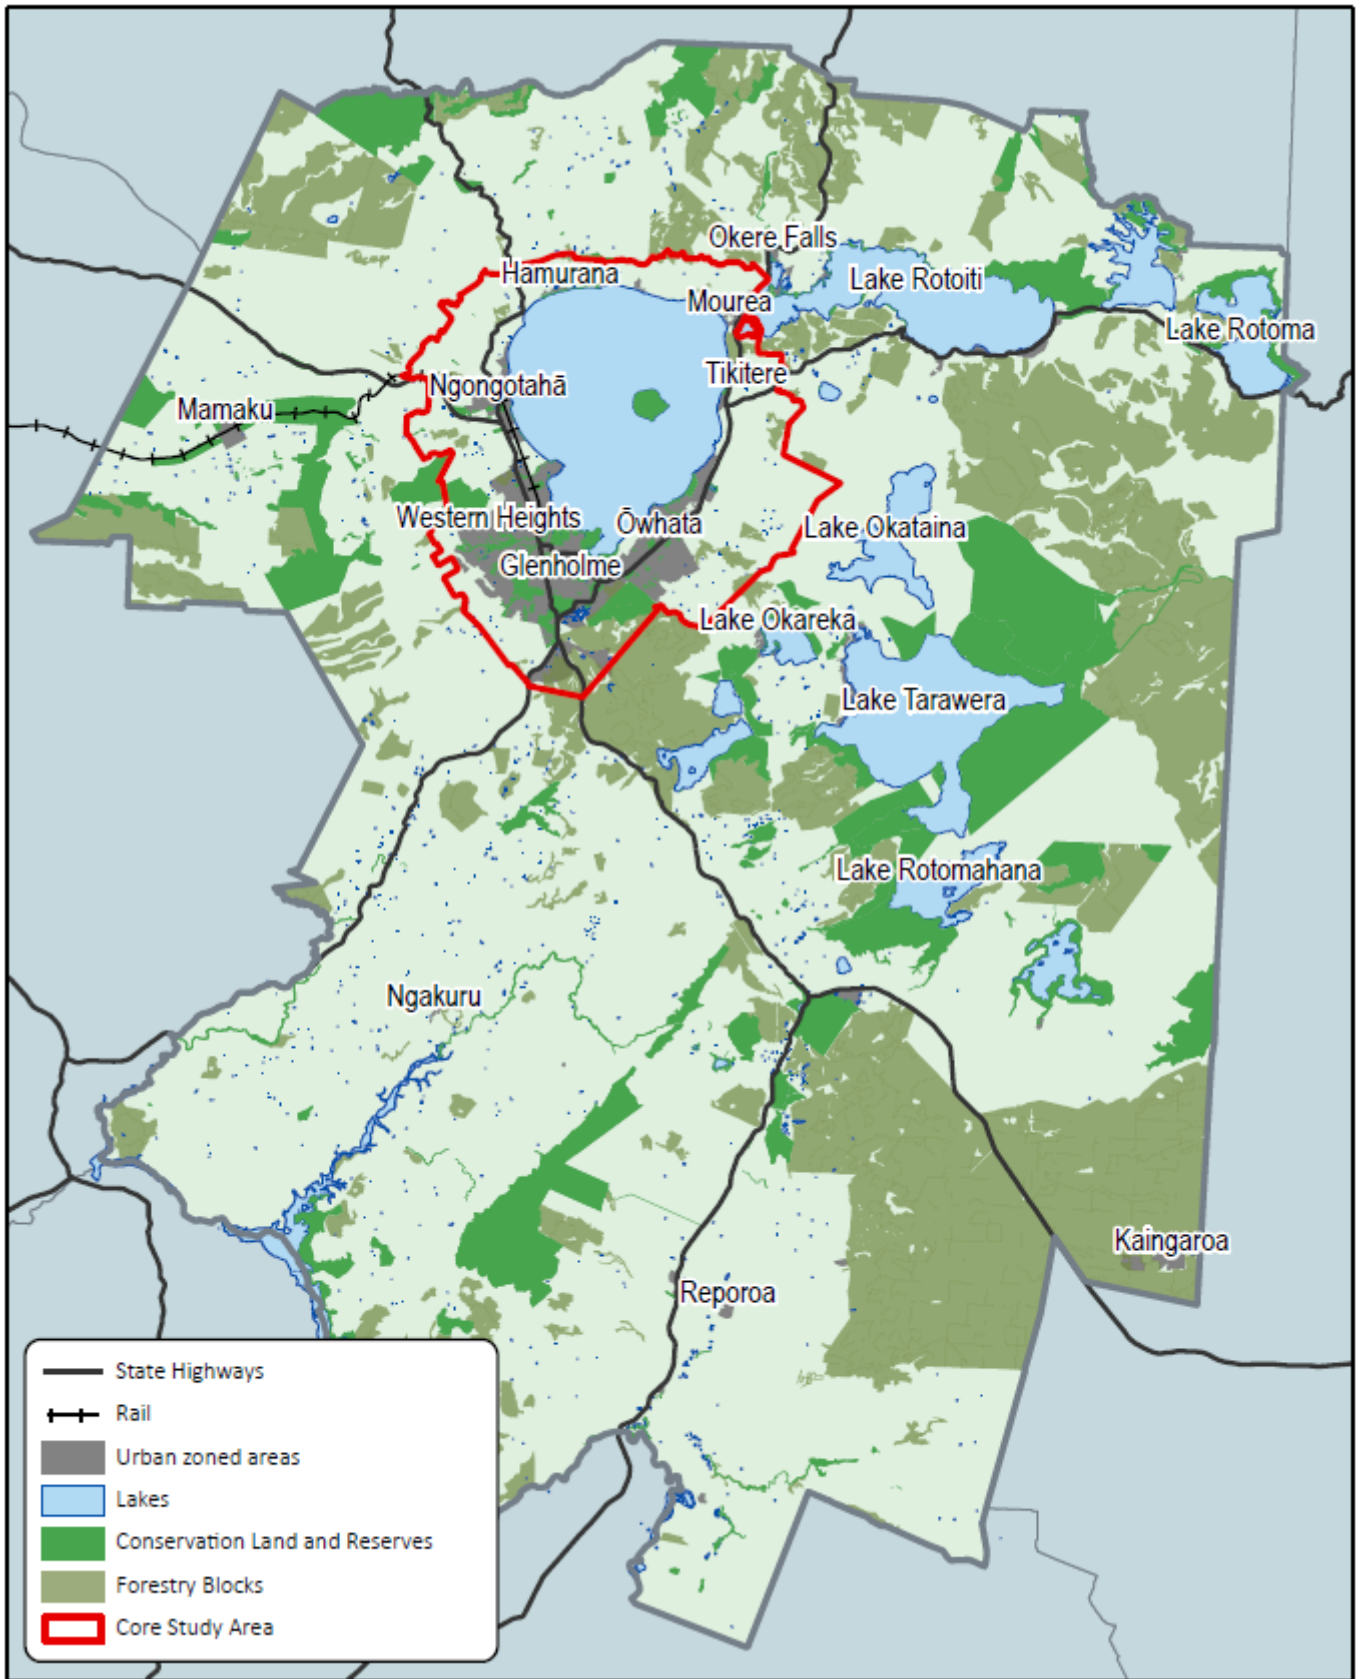 Okere Falls
Hamurana
Lake Rotoiti
Mourea
Lake Rotoma
Tikitere
Ngongotahā
Mamaku
Western Heights
Ōwhata
Lake Okataina
Glenholme
Lake Okareka
Lake Tarawera
Lake Rotomahana
Ngakuru
Kaingaroa
Reporoa
State Highways
Rail
Urban zoned areas
Lakes
Conservation Land and Reserves
Forestry Blocks
Core Study Area